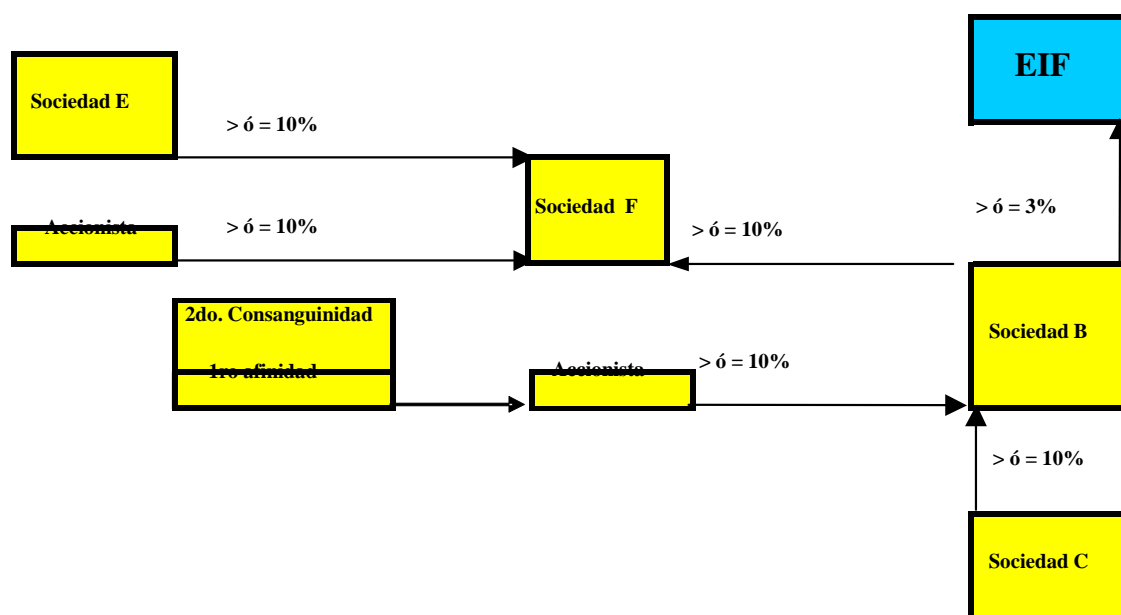 EIF
Sociedad E
> ó = 10%
Accionista
> ó = 10%
Sociedad F
> ó = 3%
> ó = 10%
2do. Consanguinidad
1ro afinidad
Accionista
> ó = 10%
Sociedad B
> ó = 10%
Sociedad C